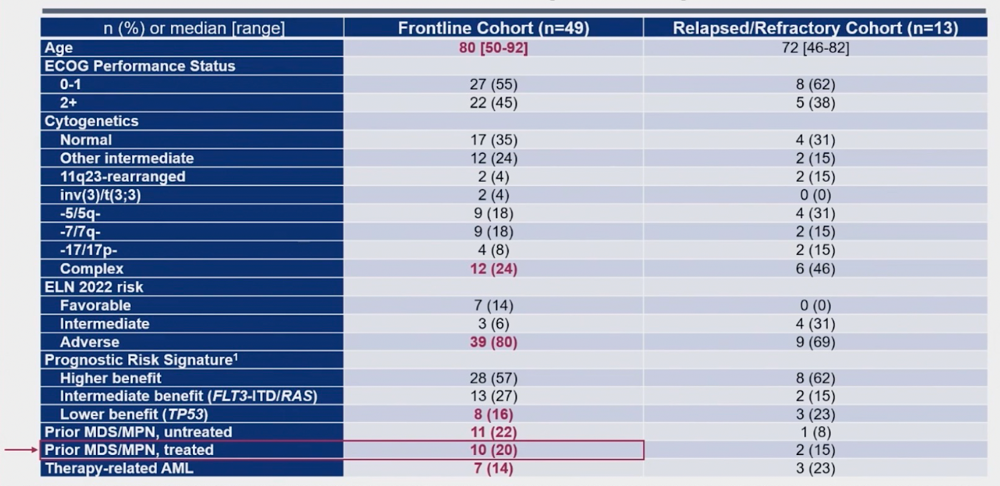 n (%) or median [range] Frontline Cohort (n=49) Relapsed/Refractory Cohort (n=13)
Age 80 [50-92] 72 [46-82]
ECOG Performance Status
0-1 27 (55) 8 (62)
2+ 22 (45) 5 (38)
Cytogenetics
Normal 17 (35) 4 (31)
Other intermediate 12 (24) 2 (15)
11q23-rearranged 2 (4) 2 (15)
inv(3)/t(3;3) 2 (4) 0 (0)
-5/5q- 9 (18) 4 (31)
-7/7q- 9 (18) 2 (15)
-17/17p- 4 (8) 2 (15)
Complex 12 (24) 6 (46)
ELN 2022 risk
Favorable 7 (14) 0 (0)
Intermediate 3 (6) 4 (31)
Adverse 39 (80) 9 (69)
Prognostic Risk Signature¹
Higher benefit 28 (57) 8 (62)
Intermediate benefit (FLT3-ITD/RAS) 13 (27) 2 (15)
Lower benefit (TP53) 8 (16) 3 (23)
Prior MDS/MPN, untreated 11 (22) 1 (8)
Prior MDS/MPN, treated 10 (20) 2 (15)
Therapy-related AML 7 (14) 3 (23)